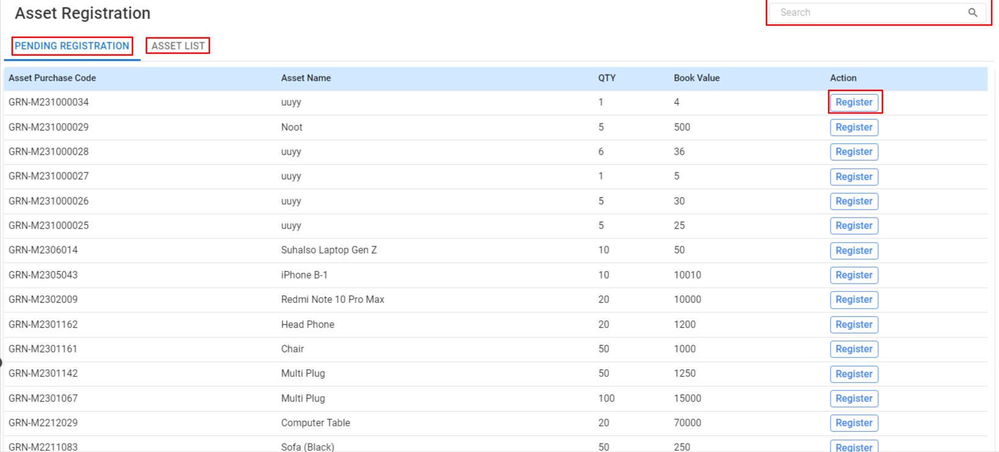 Asset Registration
Search
PENDING REGISTRATION ASSET LIST
Asset Purchase Code Asset Name QTY Book Value Action
GRN-M231000034 uuyy 1 4 Register
GRN-M231000029 Noot 5 500 Register
GRN-M231000028 uuyy 6 36 Register
GRN-M231000027 uuyy 1 5 Register
GRN-M231000026 uuyy 5 30 Register
GRN-M231000025 uuyy 5 25 Register
GRN-M2306014 Suhalso Laptop Gen Z 10 50 Register
GRN-M2305043 iPhone B-1 10 10010 Register
GRN-M2302009 Redmi Note 10 Pro Max 20 10000 Register
GRN-M2301162 Head Phone 20 1200 Register
GRN-M2301161 Chair 50 1000 Register
GRN-M2301142 Multi Plug 50 1250 Register
GRN-M2301067 Multi Plug 100 15000 Register
GRN-M2212029 Computer Table 20 70000 Register
GRN-M2211083 Sofa (Black) 50 250 Register